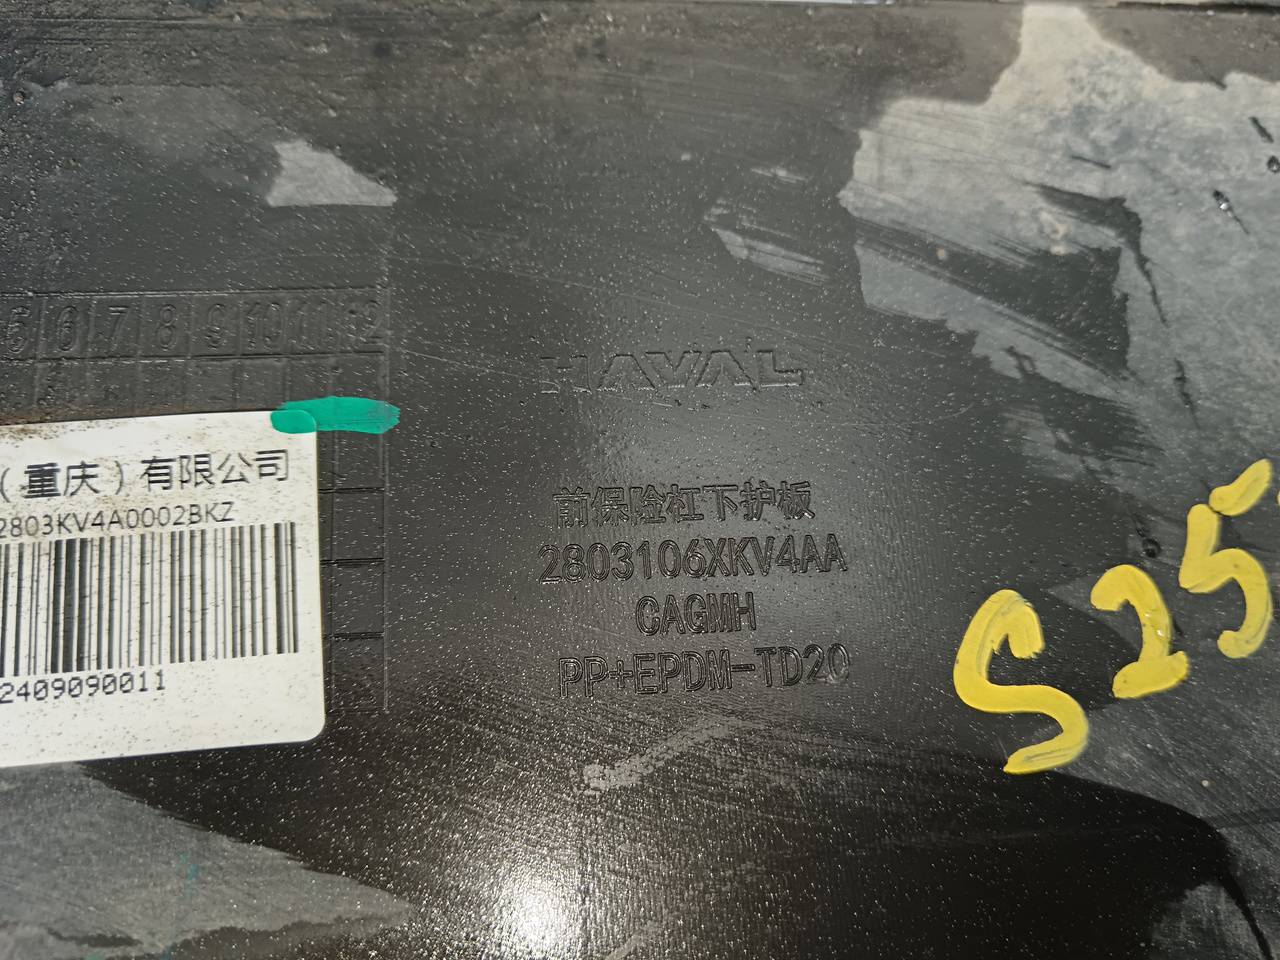 5 6 7 8 9 10 11 12
HAVAL
（重庆）有限公司
2803KV4A0002BKZ
2409090011
前保险杠下护板
2803106XKV4AA
CAGMH
PP+EPDM-TD20
S25